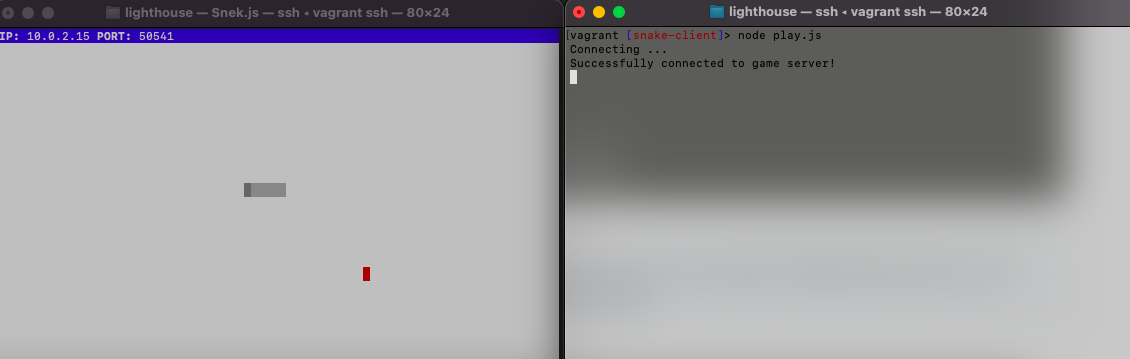 lighthouse — Snek.js — ssh ◂ vagrant ssh — 80×24
IP: 10.0.2.15 PORT: 50541
lighthouse — ssh ◂ vagrant ssh — 80×24
[vagrant [snake-client]> node play.js
Connecting ...
Successfully connected to game server!